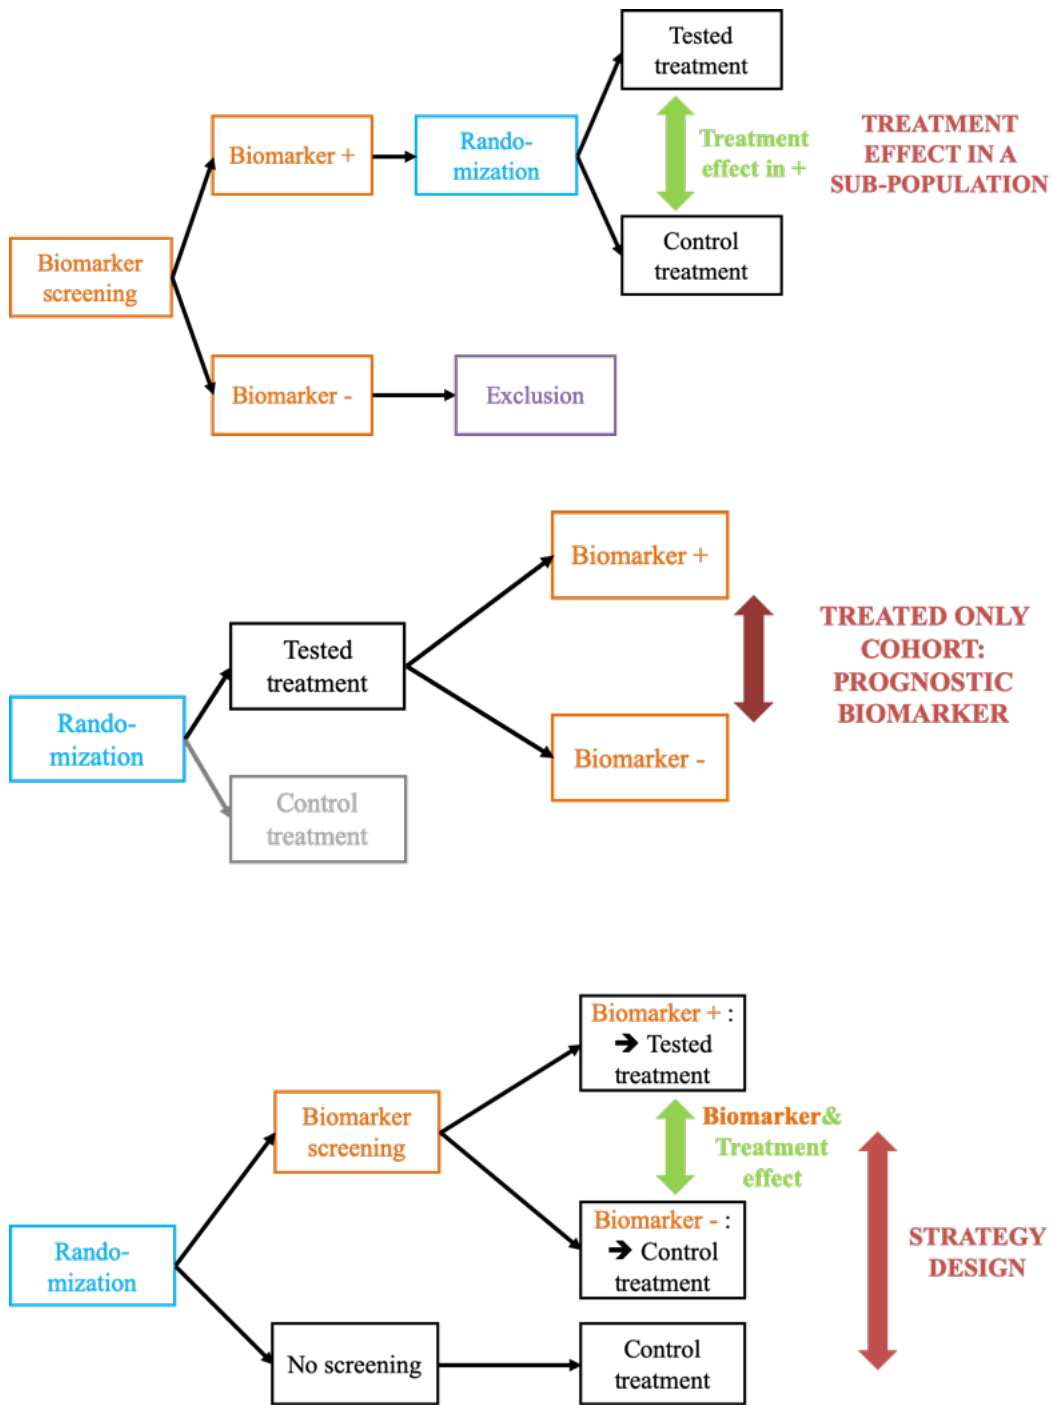 Tested
treatment
Biomarker +
Rando-
mization
Treatment
effect in +
TREATMENT
EFFECT IN A
SUB-POPULATION
Control
treatment
Biomarker
screening
Biomarker -
Exclusion
Biomarker +
Tested
treatment
TREATED ONLY
COHORT:
PROGNOSTIC
BIOMARKER
Rando-
mization
Biomarker -
Control
treatment
Biomarker + :
➔ Tested
treatment
Biomarker
screening
Biomarker&
Treatment
effect
Biomarker - :
➔ Control
treatment
Rando-
mization
STRATEGY
DESIGN
No screening
Control
treatment